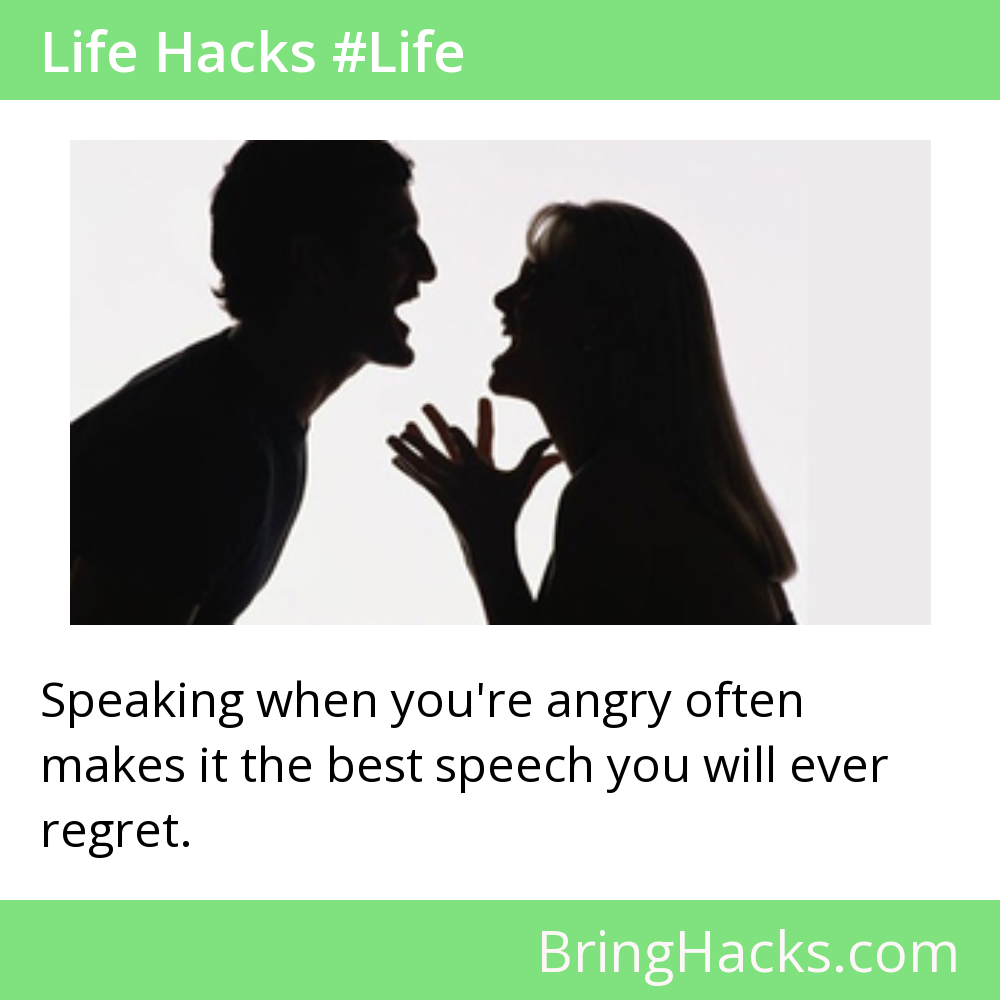 Life Hacks #Life
Speaking when you're angry often
makes it the best speech you will ever
regret.
BringHacks.com